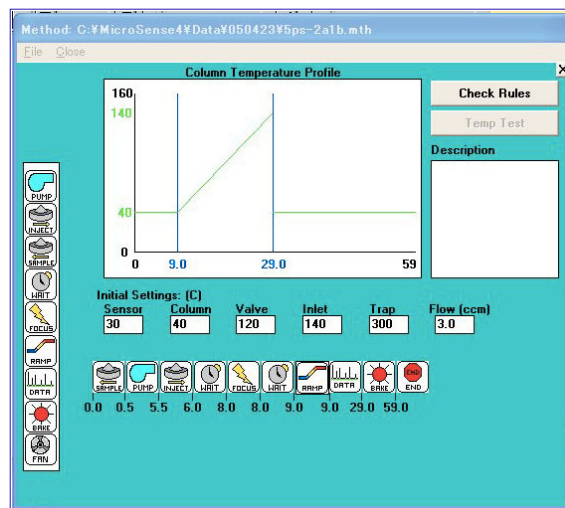 Method: C:¥MicroSense4¥Data¥050423¥5ps-2a1b.mth
File Close
Column Temperature Profile
160
140
40
0
0 9.0 29.0 59
Check Rules
Temp Test
Description
PUMP
INJECT
SAMPLE
WAIT
FOCUS
RAMP
DATA
BAKE
FAN
Initial Settings: (C)
Sensor Column Valve Inlet Trap Flow (ccm)
30 40 120 140 300 3.0
SAMPLE PUMP INJECT WAIT FOCUS WAIT RAMP DATA BAKE END
END
0.0 0.5 5.5 6.0 8.0 8.0 9.0 9.0 29.0 59.0